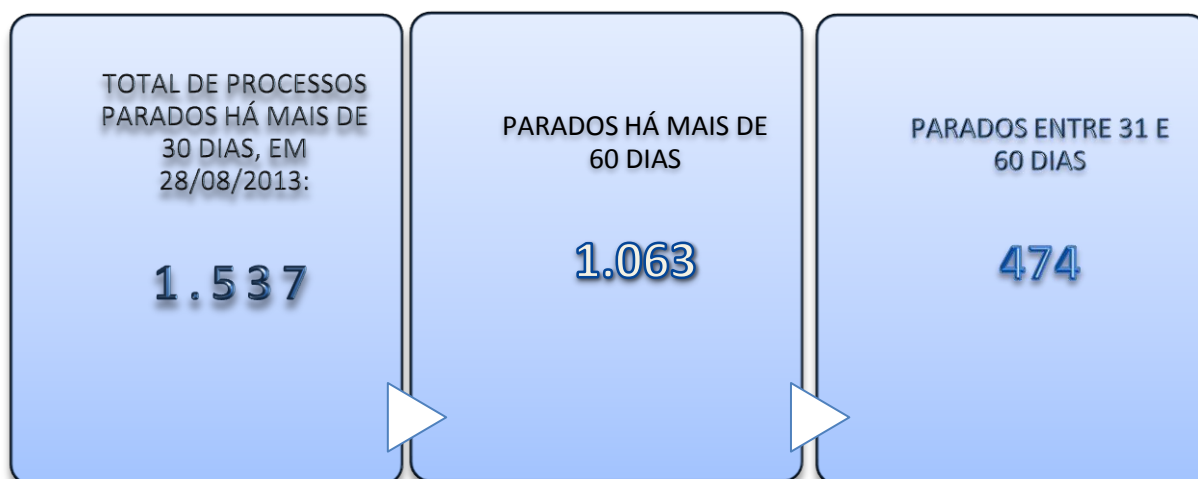 TOTAL DE PROCESSOS
PARADOS HÁ MAIS DE
30 DIAS, EM
28/08/2013:
1.537
PARADOS HÁ MAIS DE
60 DIAS
1.063
PARADOS ENTRE 31 E
60 DIAS
474